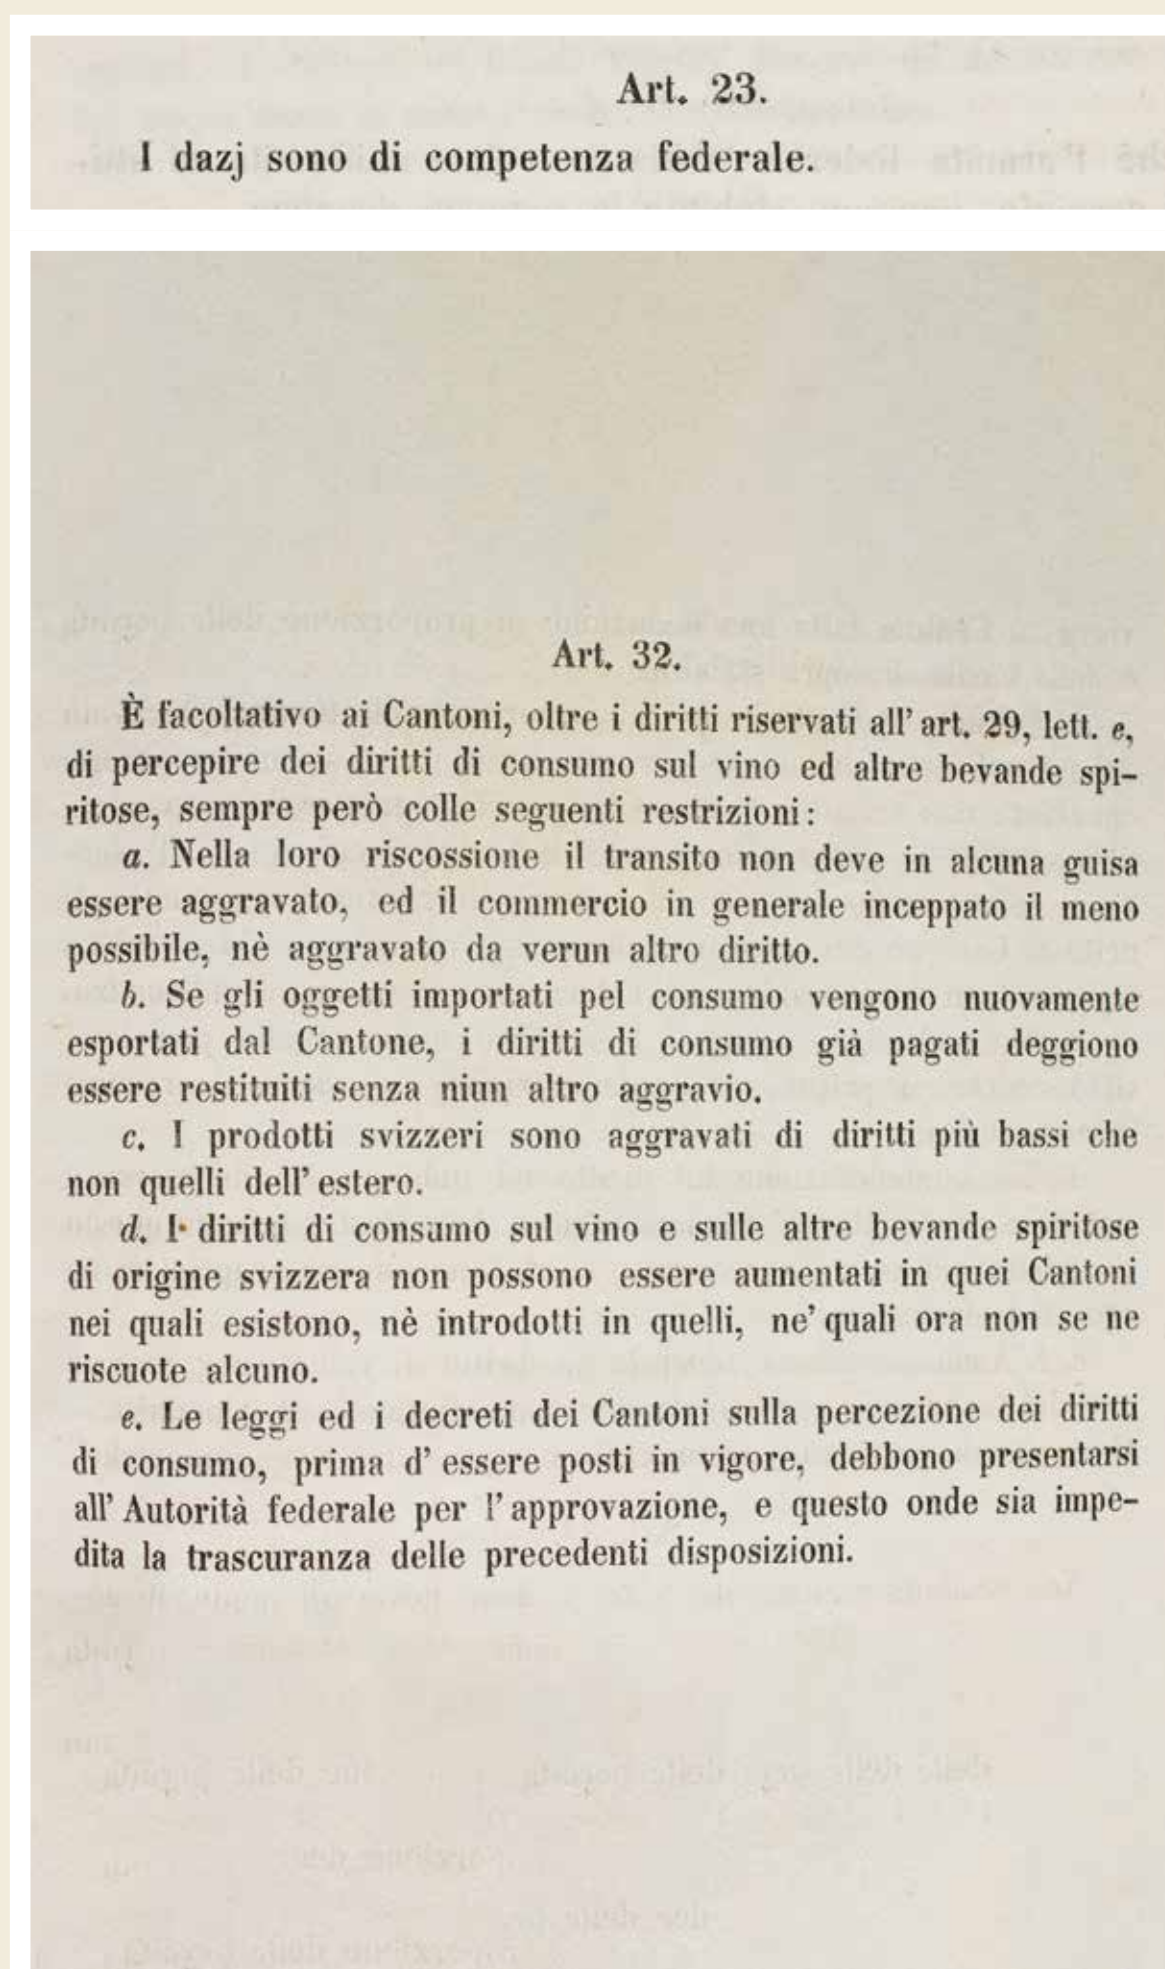 Art. 23.
I dazj sono di competenza federale.
Art. 32.
È facoltativo ai Cantoni, oltre i diritti riservati all' art. 29, lett. e,
di percepire dei diritti di consumo sul vino ed altre bevande spi-
ritose, sempre però colle seguenti restrizioni:
a. Nella loro riscossione il transito non deve in alcuna guisa
essere aggravato, ed il commercio in generale inceppato il meno
possibile, nè aggravato da verun altro diritto.
b. Se gli oggetti importati pel consumo vengono nuovamente
esportati dal Cantone, i diritti di consumo già pagati deggiono
essere restituiti senza niun altro aggravio.
c. I prodotti svizzeri sono aggravati di diritti più bassi che
non quelli dell' estero.
d. I diritti di consumo sul vino e sulle altre bevande spiritose
di origine svizzera non possono essere aumentati in quei Cantoni
nei quali esistono, nè introdotti in quelli, ne' quali ora non se ne
riscuote alcuno.
e. Le leggi ed i decreti dei Cantoni sulla percezione dei diritti
di consumo, prima d' essere posti in vigore, debbono presentarsi
all' Autorità federale per l' approvazione, e questo onde sia impe-
dita la trascuranza delle precedenti disposizioni.